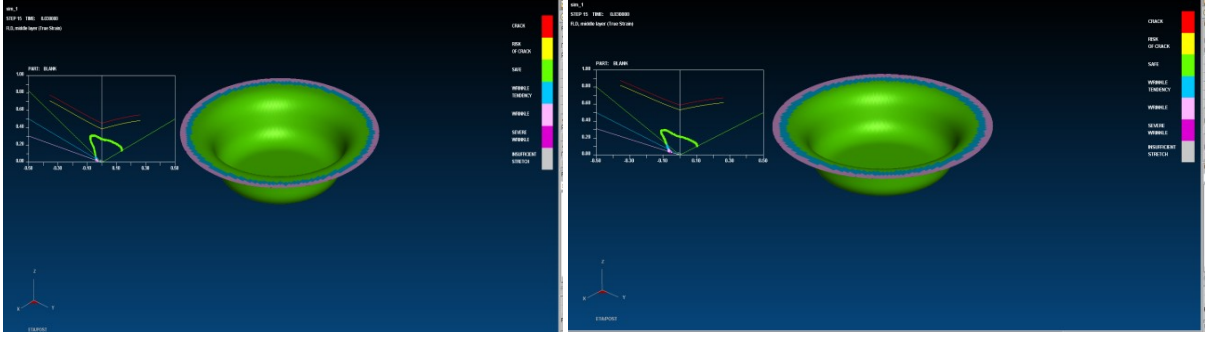 sim_1
STEP 15 TIME: 0.030000
FLD, middle layer (True Strain)
PART: BLANK
1.00
0.80
0.60
0.40
0.20
0.00
-0.50
-0.30
0.10
0.30
0.50
CRACK
RISK
OF CRACK
SAFE
WRINKLE
TENDENCY
WRINKLE
SEVERE
WRINKLE
INSUFFICIENT
STRETCH
Z
X
Y
sim_1
STEP 15 TIME: 0.030000
FLD, middle layer (True Strain)
PART: BLANK
1.00
0.80
0.60
0.40
0.20
0.00
-0.50
-0.30
0.10
0.30
0.50
CRACK
RISK
OF CRACK
SAFE
WRINKLE
TENDENCY
WRINKLE
SEVERE
WRINKLE
INSUFFICIENT
STRETCH
Z
X
Y